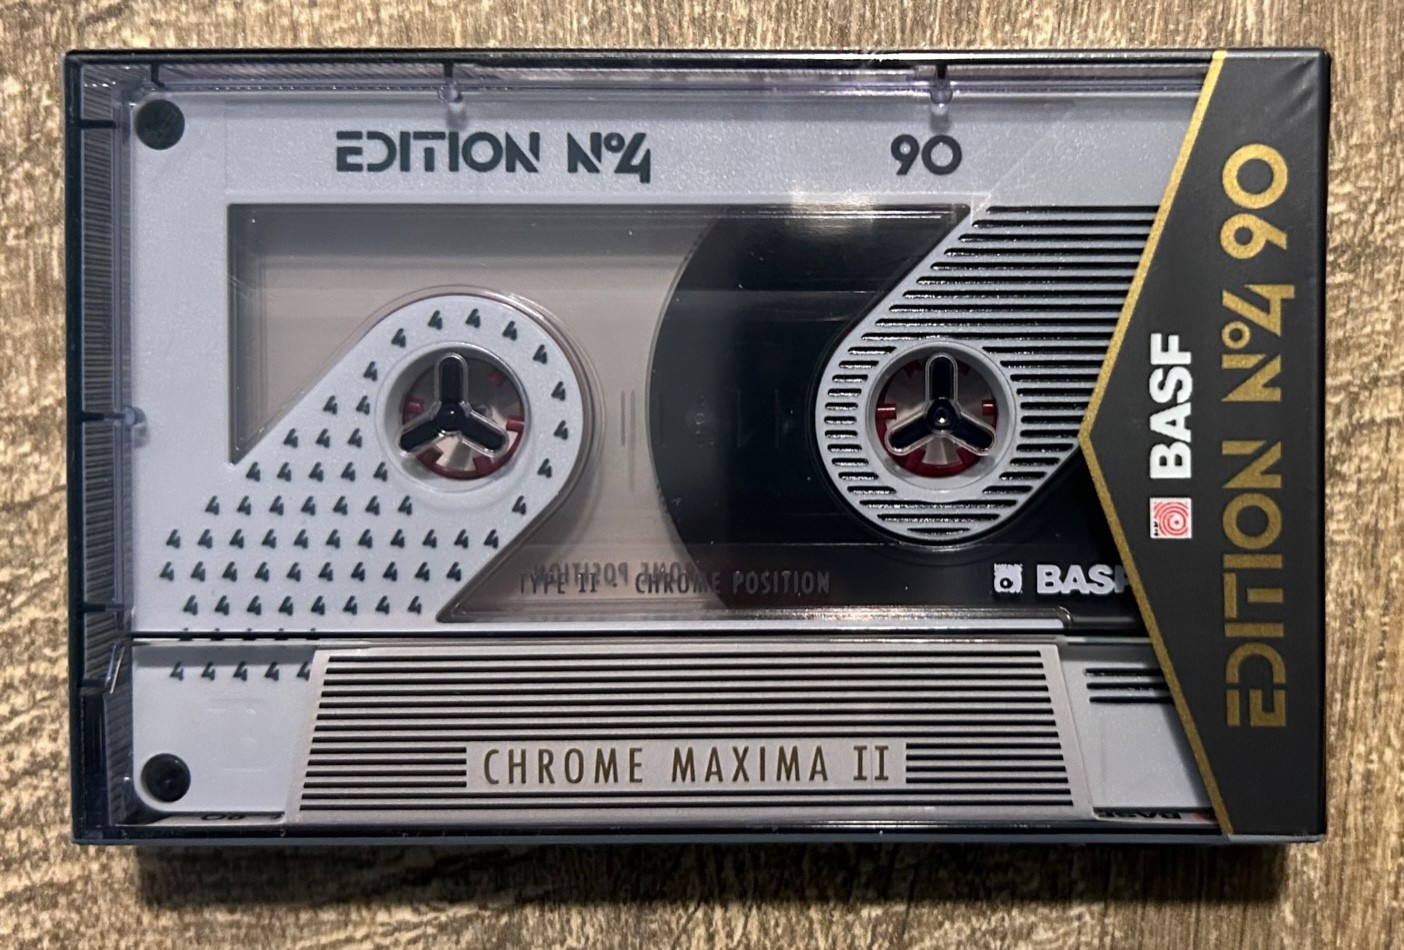 EDITION Nº4
90
TYPE II · CHROME POSITION
BASF
CHROME MAXIMA II
BASF
EDITION Nº4 90